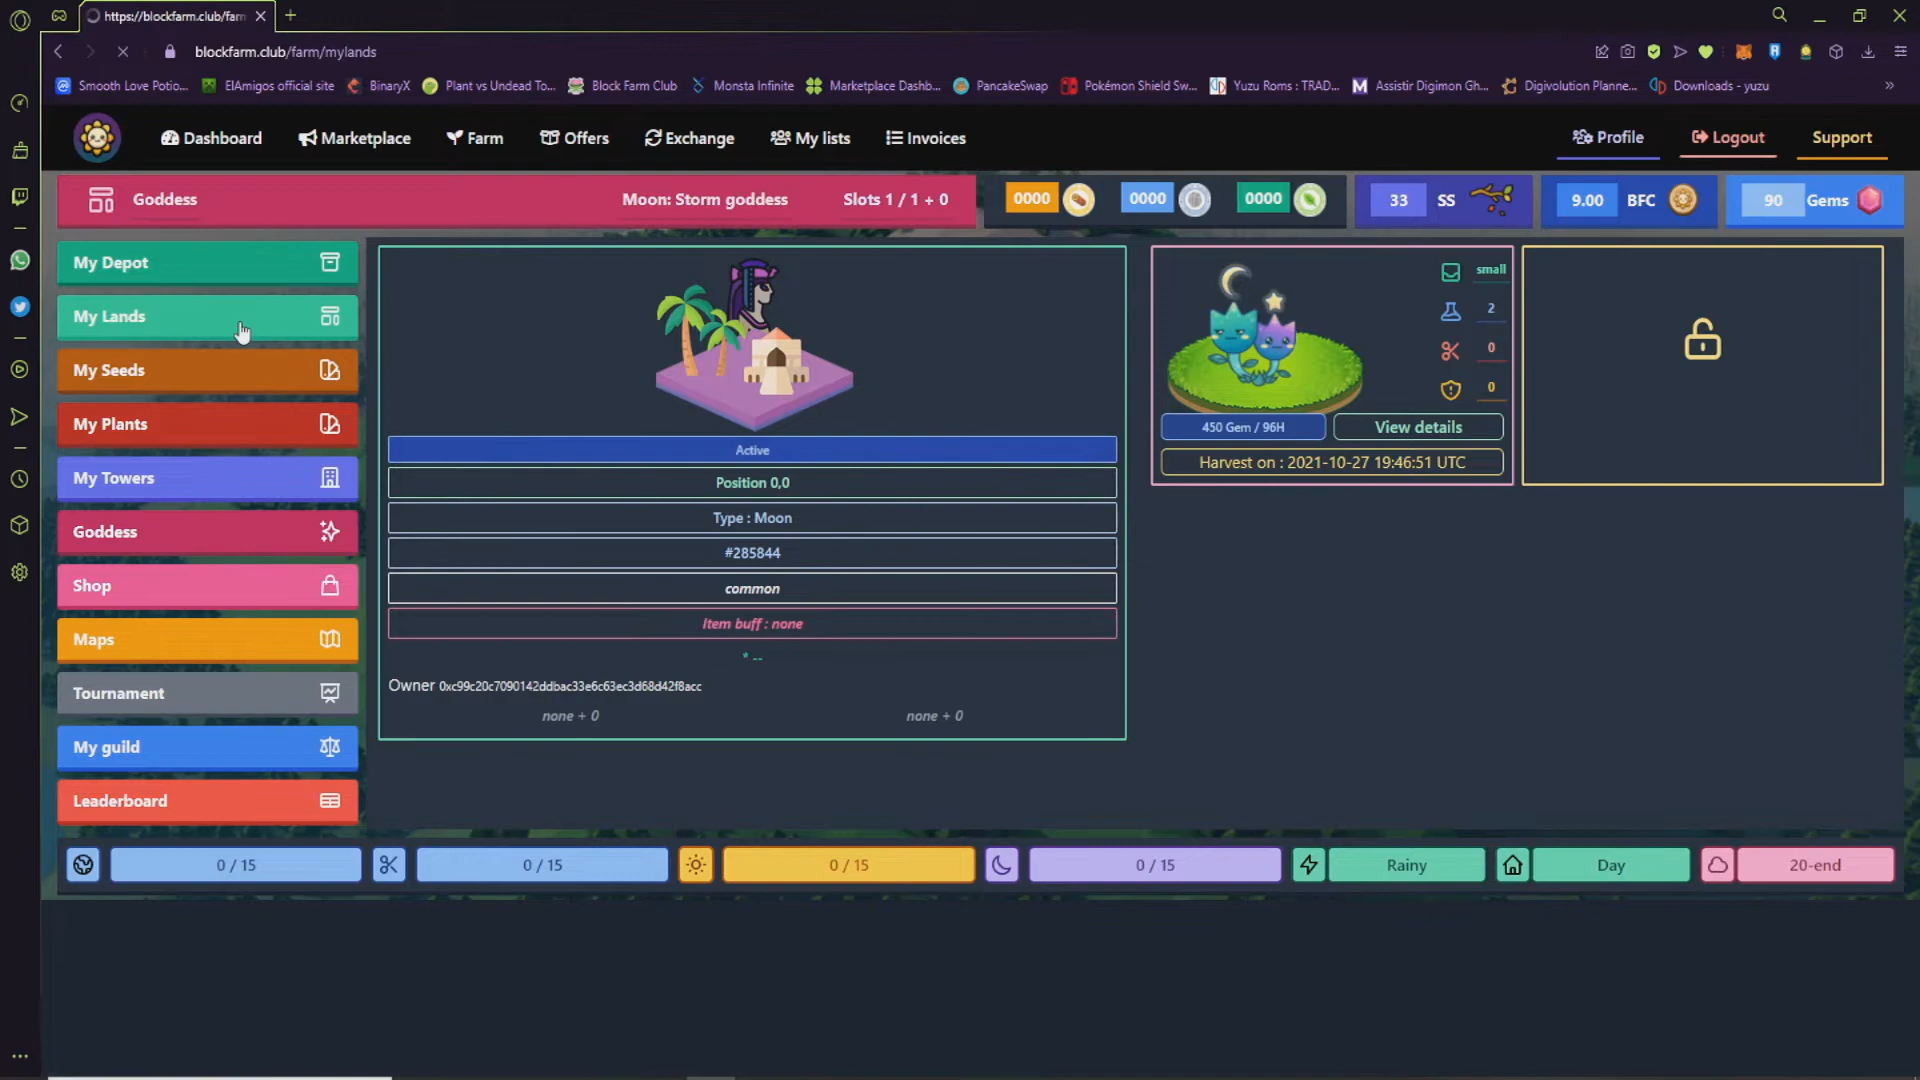 https://blockfarm.club/farm
blockfarm.club/farm/mylands
Smooth Love Potio... ElAmigos official site BinaryX Plant vs Undead To... Block Farm Club Monsta Infinite Marketplace Dashb... PancakeSwap Pokémon Shield Sw... Yuzu Roms : TRAD... Assistir Digimon Gh... Digivolution Planne... Downloads - yuzu
Dashboard Marketplace Farm Offers Exchange My lists Invoices Profile Logout Support
Goddess Moon: Storm goddess Slots 1 / 1 + 0 0000 0000 0000 33 SS 9.00 BFC 90 Gems
My Depot
My Lands
My Seeds
My Plants
My Towers
Goddess
Shop
Maps
Tournament
My guild
Leaderboard
Active
Position 0,0
Type : Moon
#285844
common
Item buff : none
* --
Owner 0xc99c20c7090142ddbac33e6c63ec3d68d42f8acc
none + 0 none + 0
small
2
0
0
450 Gem / 96H View details
Harvest on : 2021-10-27 19:46:51 UTC
0 / 15 0 / 15 0 / 15 0 / 15 Rainy Day 20-end